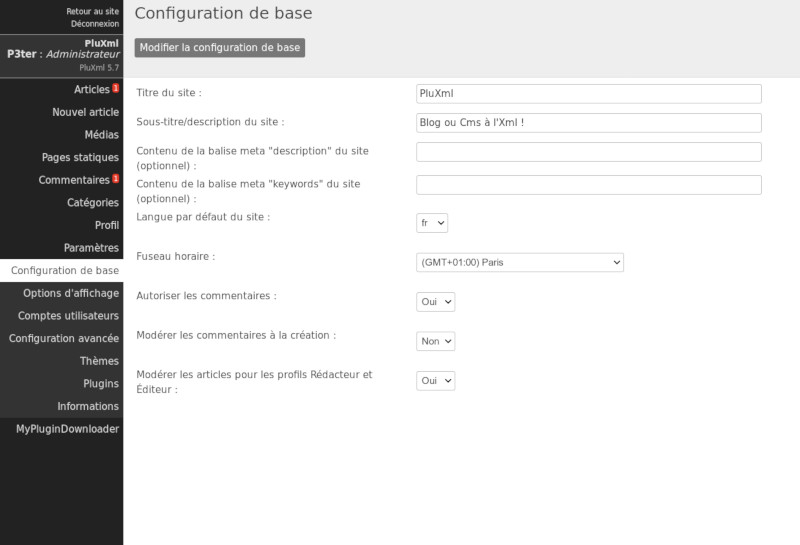 Retour au site
Déconnexion
PluXml
P3ter : Administrateur
PluXml 5.7
Articles 1
Nouvel article
Médias
Pages statiques
Commentaires 1
Catégories
Profil
Paramètres
Configuration de base
Options d'affichage
Comptes utilisateurs
Configuration avancée
Thèmes
Plugins
Informations
MyPluginDownloader
Configuration de base
Modifier la configuration de base
Titre du site :
PluXml
Sous-titre/description du site :
Blog ou Cms à l'Xml !
Contenu de la balise meta "description" du site
(optionnel) :
Contenu de la balise meta "keywords" du site
(optionnel) :
Langue par défaut du site :
fr
Fuseau horaire :
(GMT+01:00) Paris
Autoriser les commentaires :
Oui
Modérer les commentaires à la création :
Non
Modérer les articles pour les profils Rédacteur et
Éditeur :
Oui